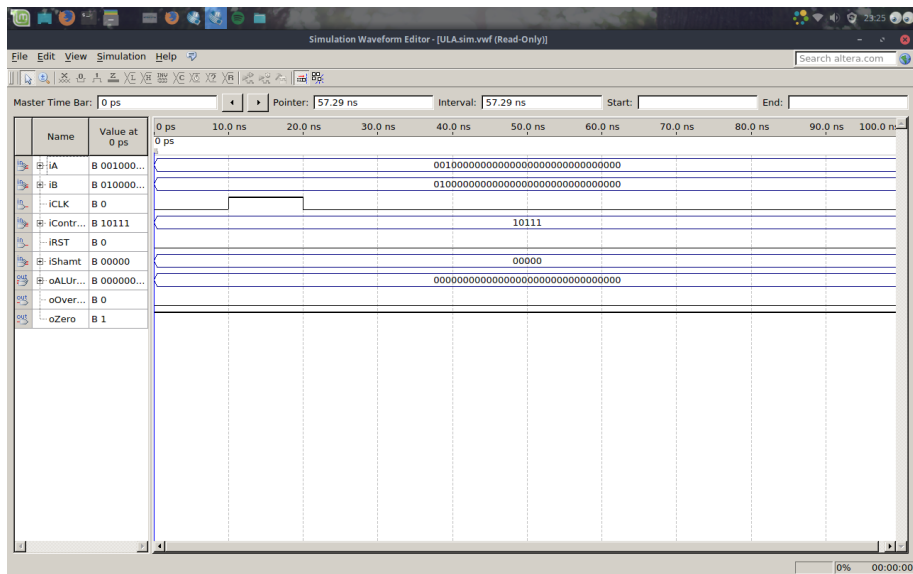 23:25
Simulation Waveform Editor - [ULA.sim.vwf (Read-Only)]
File Edit View Simulation Help
Search altera.com
Master Time Bar: 0 ps Pointer: 57.29 ns Interval: 57.29 ns Start: End:
Name Value at 0 ps
0 ps 10.0 ns 20.0 ns 30.0 ns 40.0 ns 50.0 ns 60.0 ns 70.0 ns 80.0 ns 90.0 ns 100.0 ns
0 ps
iA B 001000... 00100000000000000000000000000000
iB B 010000... 01000000000000000000000000000000
iCLK B 0
iContr... B 10111 10111
iRST B 0
iShamt B 00000 00000
oALUr... B 000000... 00000000000000000000000000000000
oOver... B 0
oZero B 1
0% 00:00:00